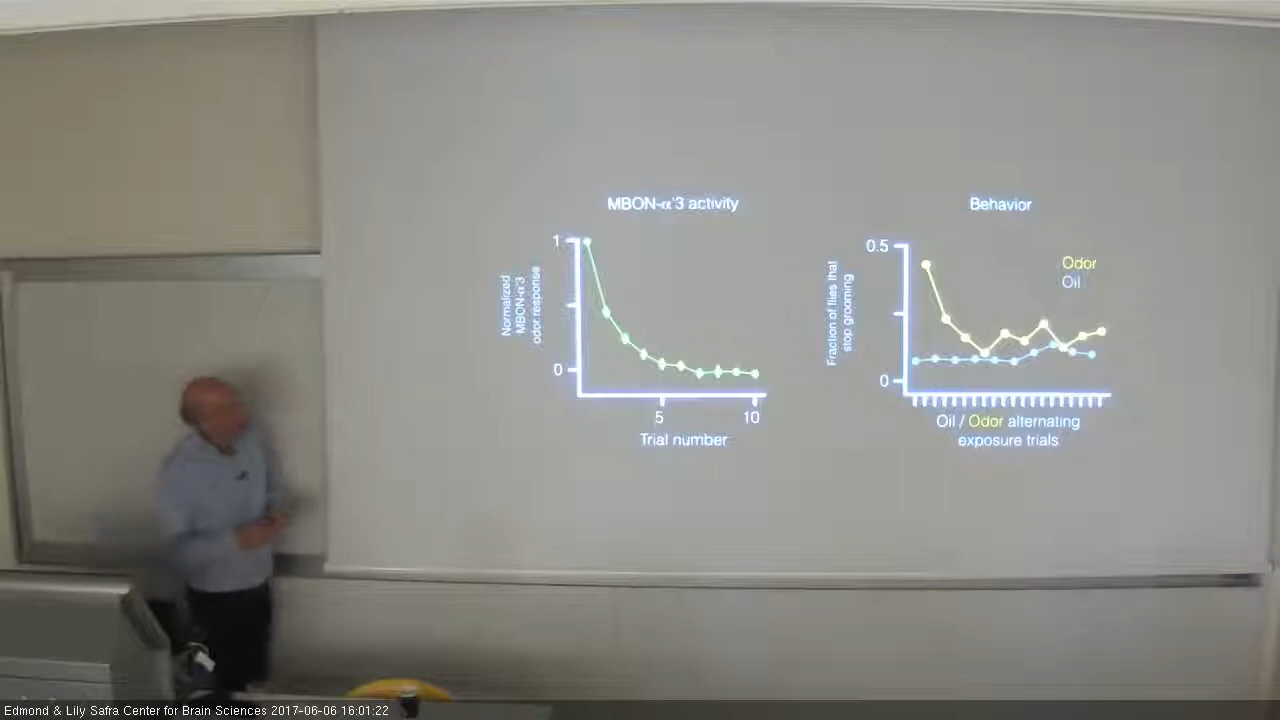 MBON-α'3 activity
1
0
Normalized
MBON-α'3
odor response
5
10
Trial number
Behavior
0.5
0
Fraction of flies that
stop grooming
Odor
Oil
Oil / Odor alternating
exposure trials
Edmond & Lily Safra Center for Brain Sciences 2017-06-06 16:01:22